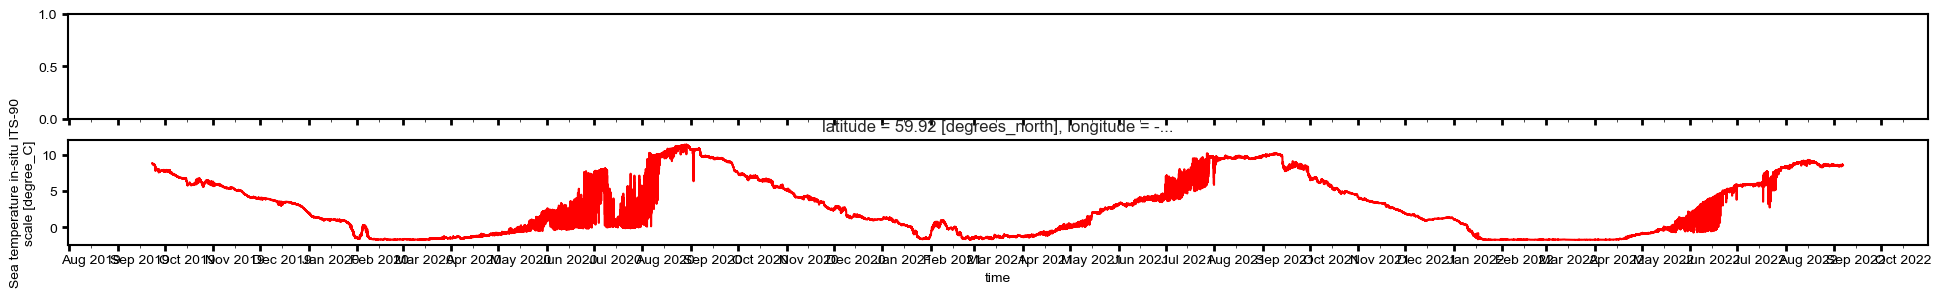 1.0
0.5
0.0
latitude = 59.92 [degrees_north], longitude = -...
Sea temperature in-situ ITS-90
scale [degree_C]
10
5
0
Aug 2019 Sep 2019 Oct 2019 Nov 2019 Dec 2019 Jan 2020 Feb 2020 Mar 2020 Apr 2020 May 2020 Jun 2020 Jul 2020 Aug 2020 Sep 2020 Oct 2020 Nov 2020 Dec 2020 Jan 2021 Feb 2021 Mar 2021 Apr 2021 May 2021 Jun 2021 Jul 2021 Aug 2021 Sep 2021 Oct 2021 Nov 2021 Dec 2021 Jan 2022 Feb 2022 Mar 2022 Apr 2022 May 2022 Jun 2022 Jul 2022 Aug 2022 Sep 2022 Oct 2022
time